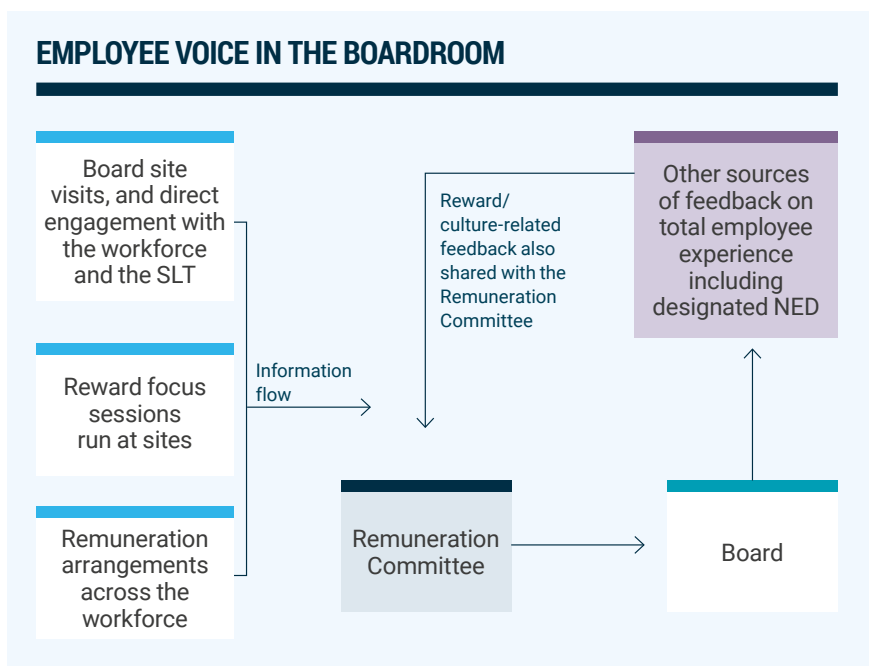 EMPLOYEE VOICE IN THE BOARDROOM
Board site
visits, and direct
engagement with
the workforce
and the SLT
Reward focus
sessions
run at sites
Remuneration
arrangements
across the
workforce
Information
flow
Reward/
culture-related
feedback also
shared with the
Remuneration
Committee
Other sources
of feedback on
total employee
experience
including
designated NED
Remuneration
Committee
Board